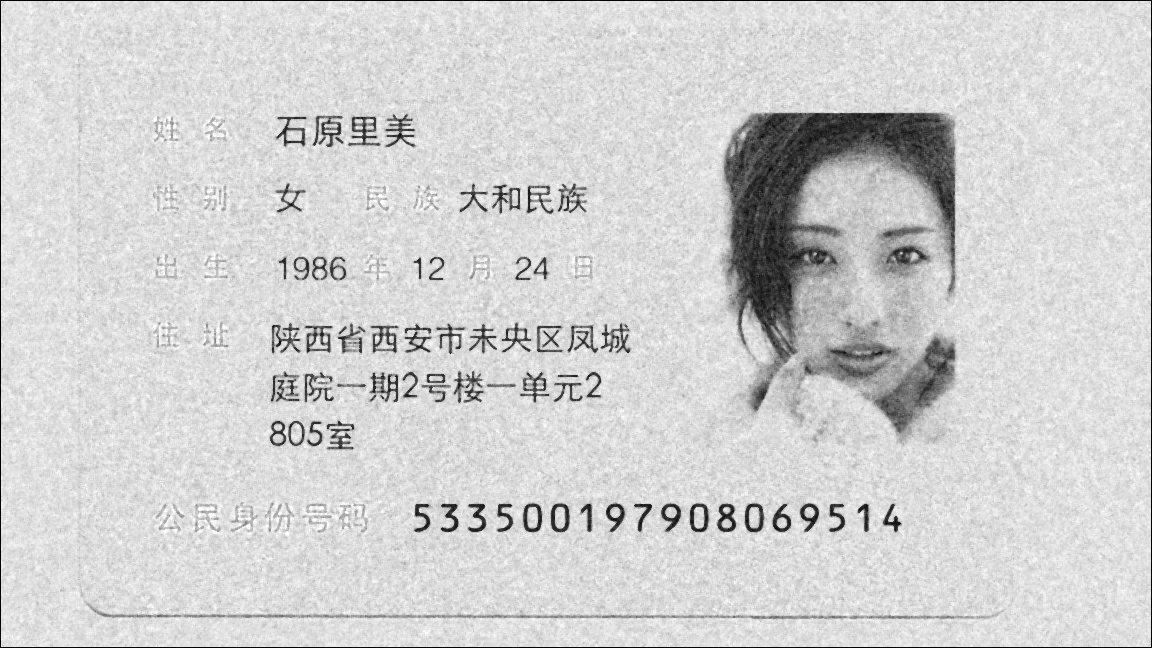 姓名 石原里美
性别 女 民族 大和民族
出生 1986 年 12 月 24 日
住址 陕西省西安市未央区凤城
庭院一期2号楼一单元2
805室
公民身份号码 533500197908069514